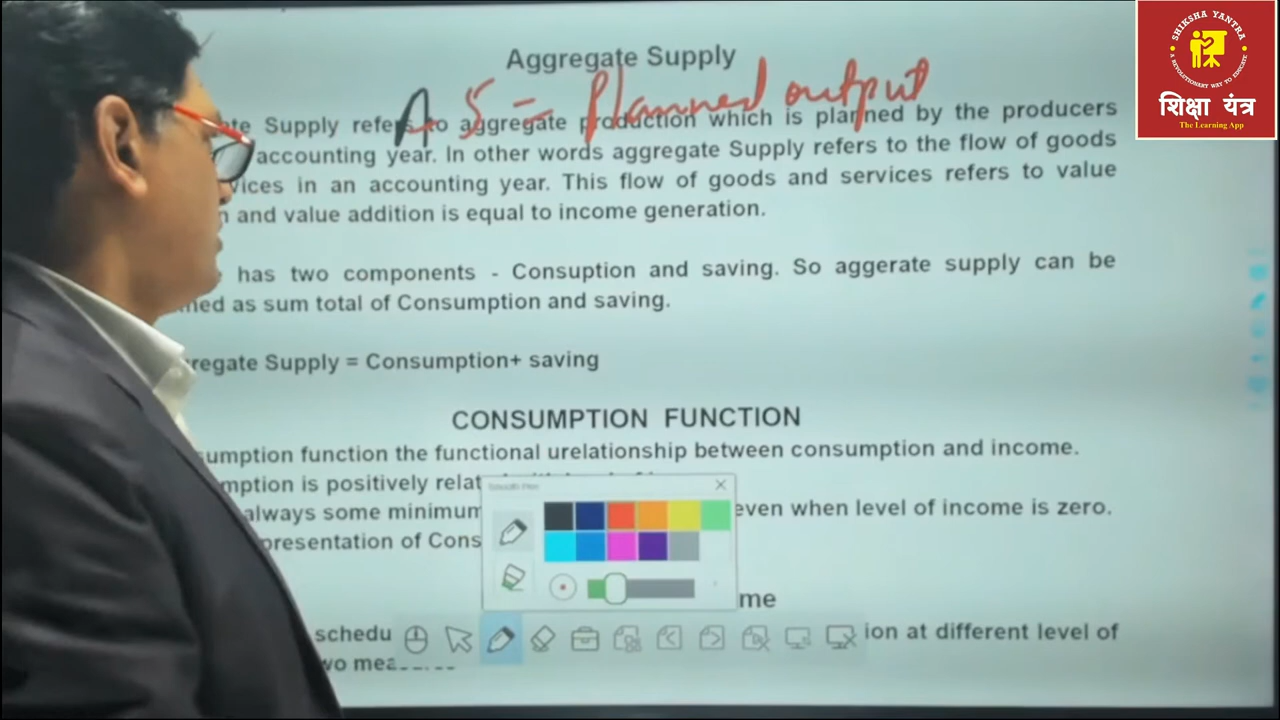 SHIKSHA YANTRA
A REVOLUTIONARY WAY TO EDUCATE
शिक्षा यंत्र
The Learning App
Aggregate Supply
A S = Planned output
Supply refers to aggregate production which is planned by the producers
accounting year. In other words aggregate Supply refers to the flow of goods
in an accounting year. This flow of goods and services refers to value
and value addition is equal to income generation.
has two components - Consuption and saving. So aggerate supply can be
as sum total of Consumption and saving.
regate Supply = Consumption+ saving
CONSUMPTION FUNCTION
sumption function the functional urelationship between consumption and income.
mption is positively relat
always some minimum even when level of income is zero.
presentation of Cons
me
schedu ion at different level of
wo mea